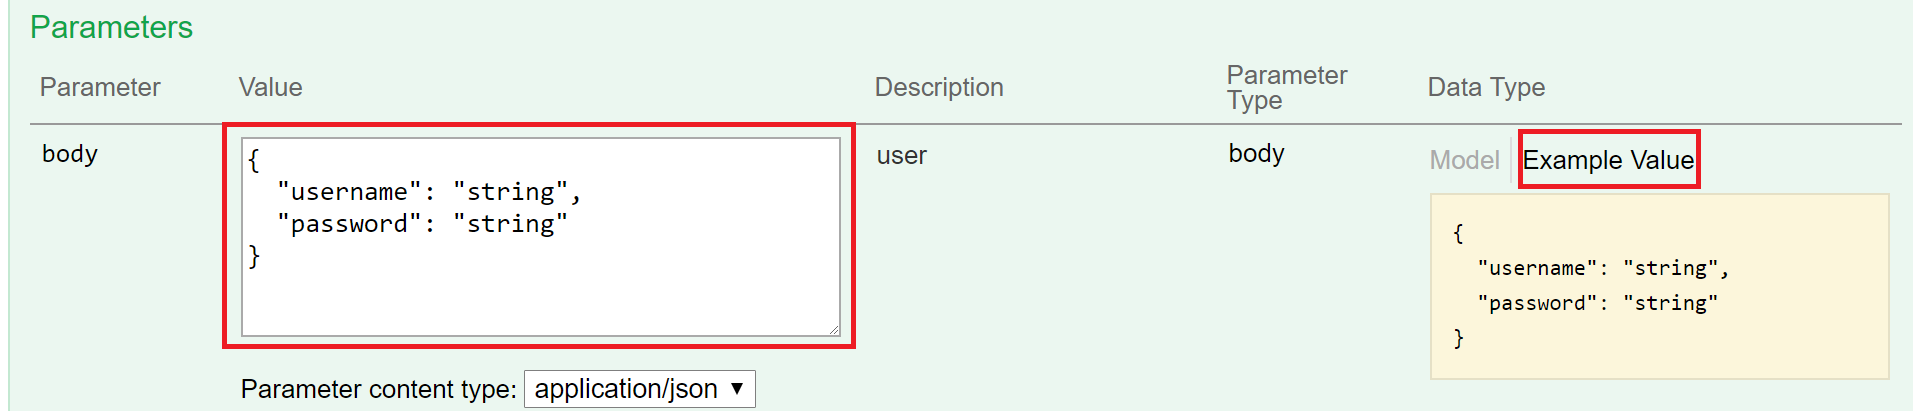 Parameters
Parameter Value Description Parameter Type Data Type
body
{
  "username": "string",
  "password": "string"
}
user
body
Model Example Value
{
  "username": "string",
  "password": "string"
}
Parameter content type: application/json ▼